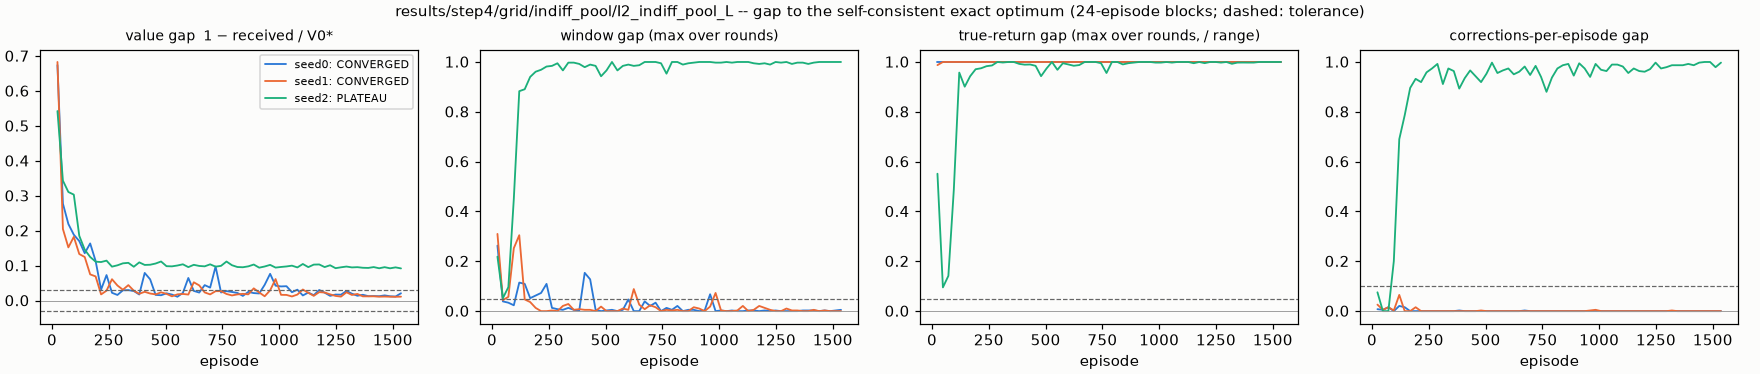 results/step4/grid/indiff_pool/I2_indiff_pool_L -- gap to the self-consistent exact optimum (24-episode blocks; dashed: tolerance)
value gap  1 − received / V0*
0.7
0.6
0.5
0.4
0.3
0.2
0.1
0.0
seed0: CONVERGED
seed1: CONVERGED
seed2: PLATEAU
0 250 500 750 1000 1250 1500
episode
window gap (max over rounds)
1.0
0.8
0.6
0.4
0.2
0.0
0 250 500 750 1000 1250 1500
episode
true-return gap (max over rounds, / range)
1.0
0.8
0.6
0.4
0.2
0.0
0 250 500 750 1000 1250 1500
episode
corrections-per-episode gap
1.0
0.8
0.6
0.4
0.2
0.0
0 250 500 750 1000 1250 1500
episode